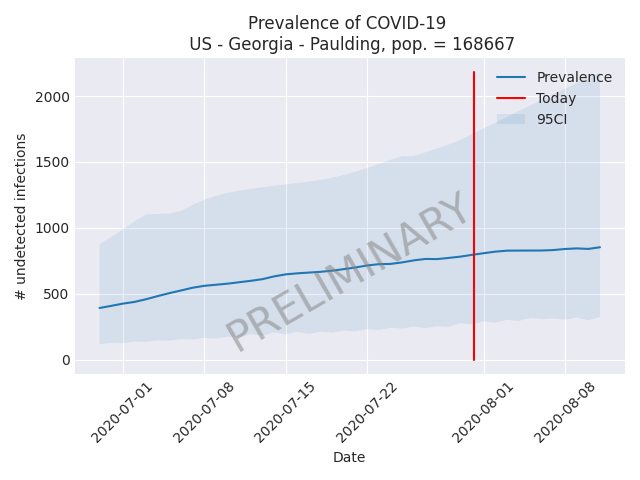 Prevalence of COVID-19
US - Georgia - Paulding, pop. = 168667
Prevalence
Today
95CI
# undetected infections
2000
1500
1000
500
0
PRELIMINARY
2020-07-01
2020-07-08
2020-07-15
2020-07-22
2020-08-01
2020-08-08
Date